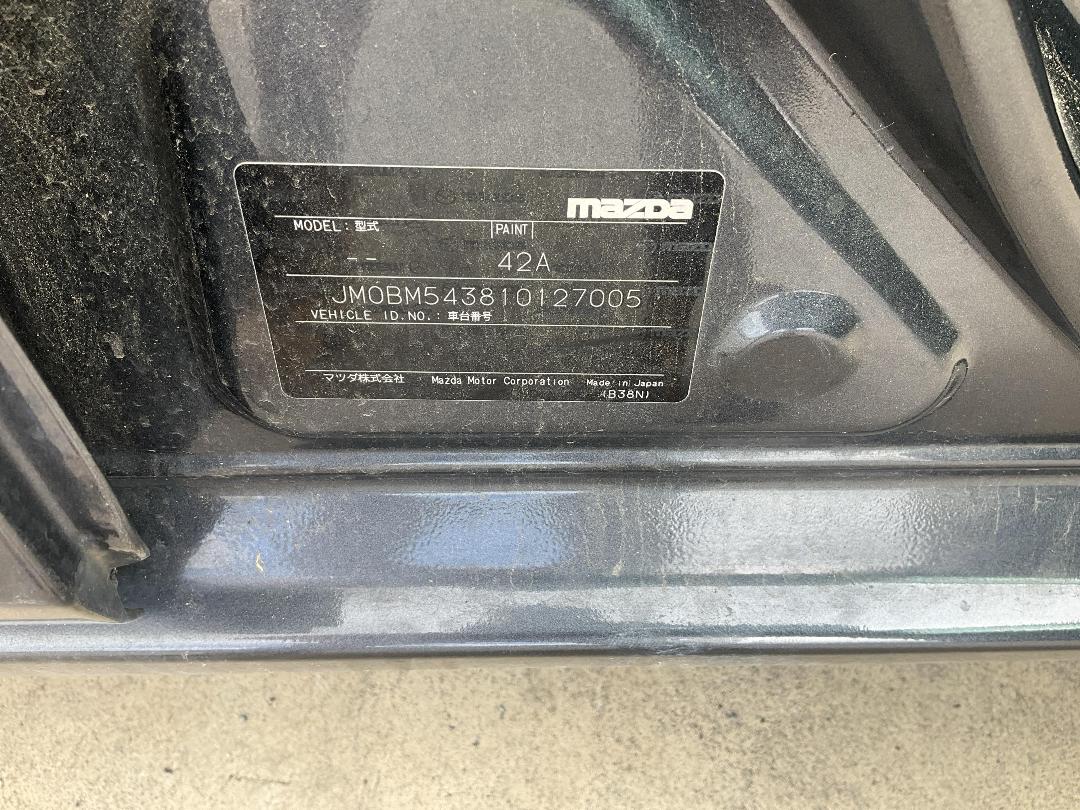 mazda
MODEL：型式 PAINT
-- 42A
JM0BM543810127005
VEHICLE ID.NO.：車台番号
マツダ株式会社 Mazda Motor Corporation Made in Japan
(B38N)